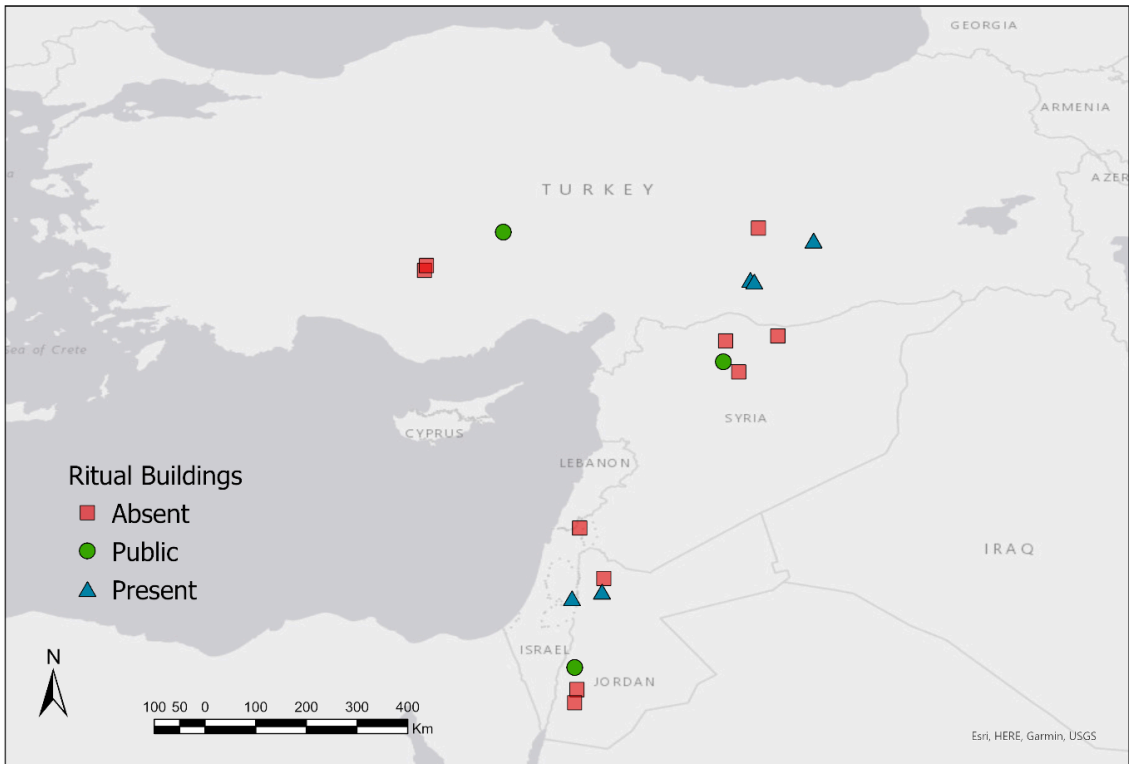 GEORGIA
ARMENIA
AZER
TURKEY
Sea of Crete
CYPRUS
SYRIA
LEBANON
IRAQ
ISRAEL
JORDAN
Ritual Buildings
Absent
Public
Present
N
100 50 0 100 200 300 400
Km
Esri, HERE, Garmin, USGS